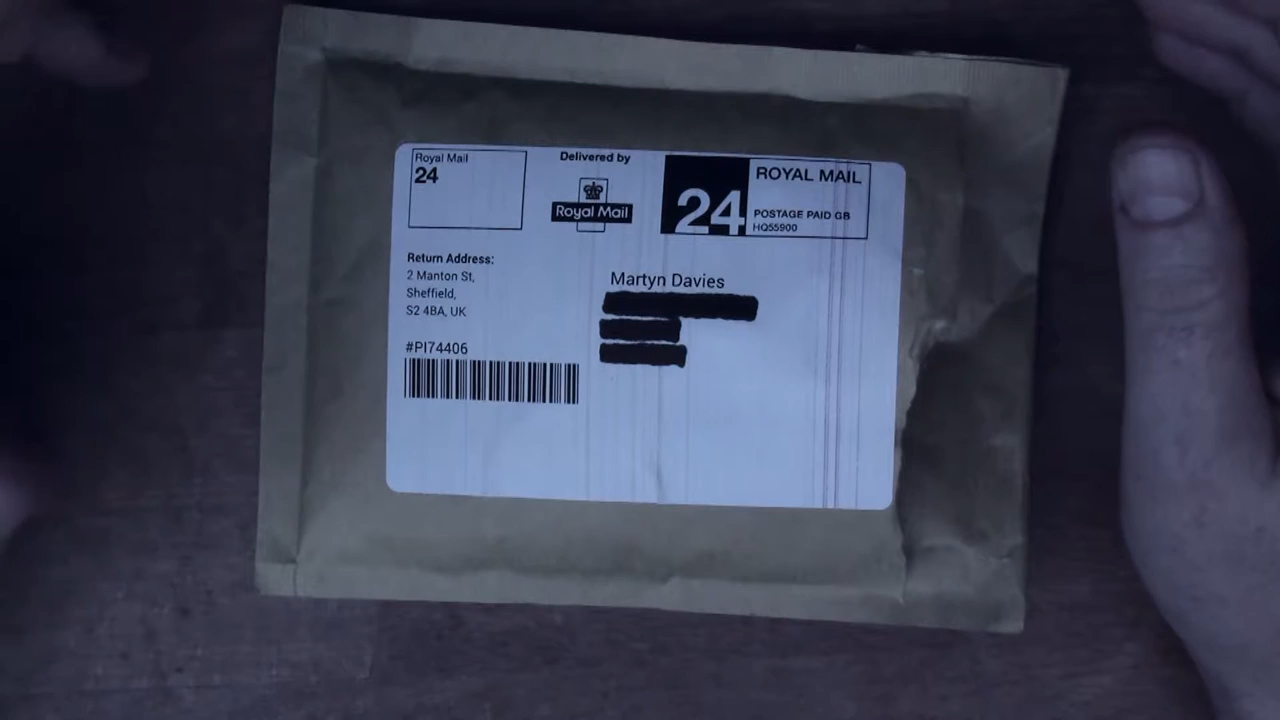 Royal Mail
24
Delivered by
Royal Mail
24
ROYAL MAIL
POSTAGE PAID GB
HQ55900
Return Address:
2 Manton St,
Sheffield,
S2 4BA, UK
#PI74406
Martyn Davies